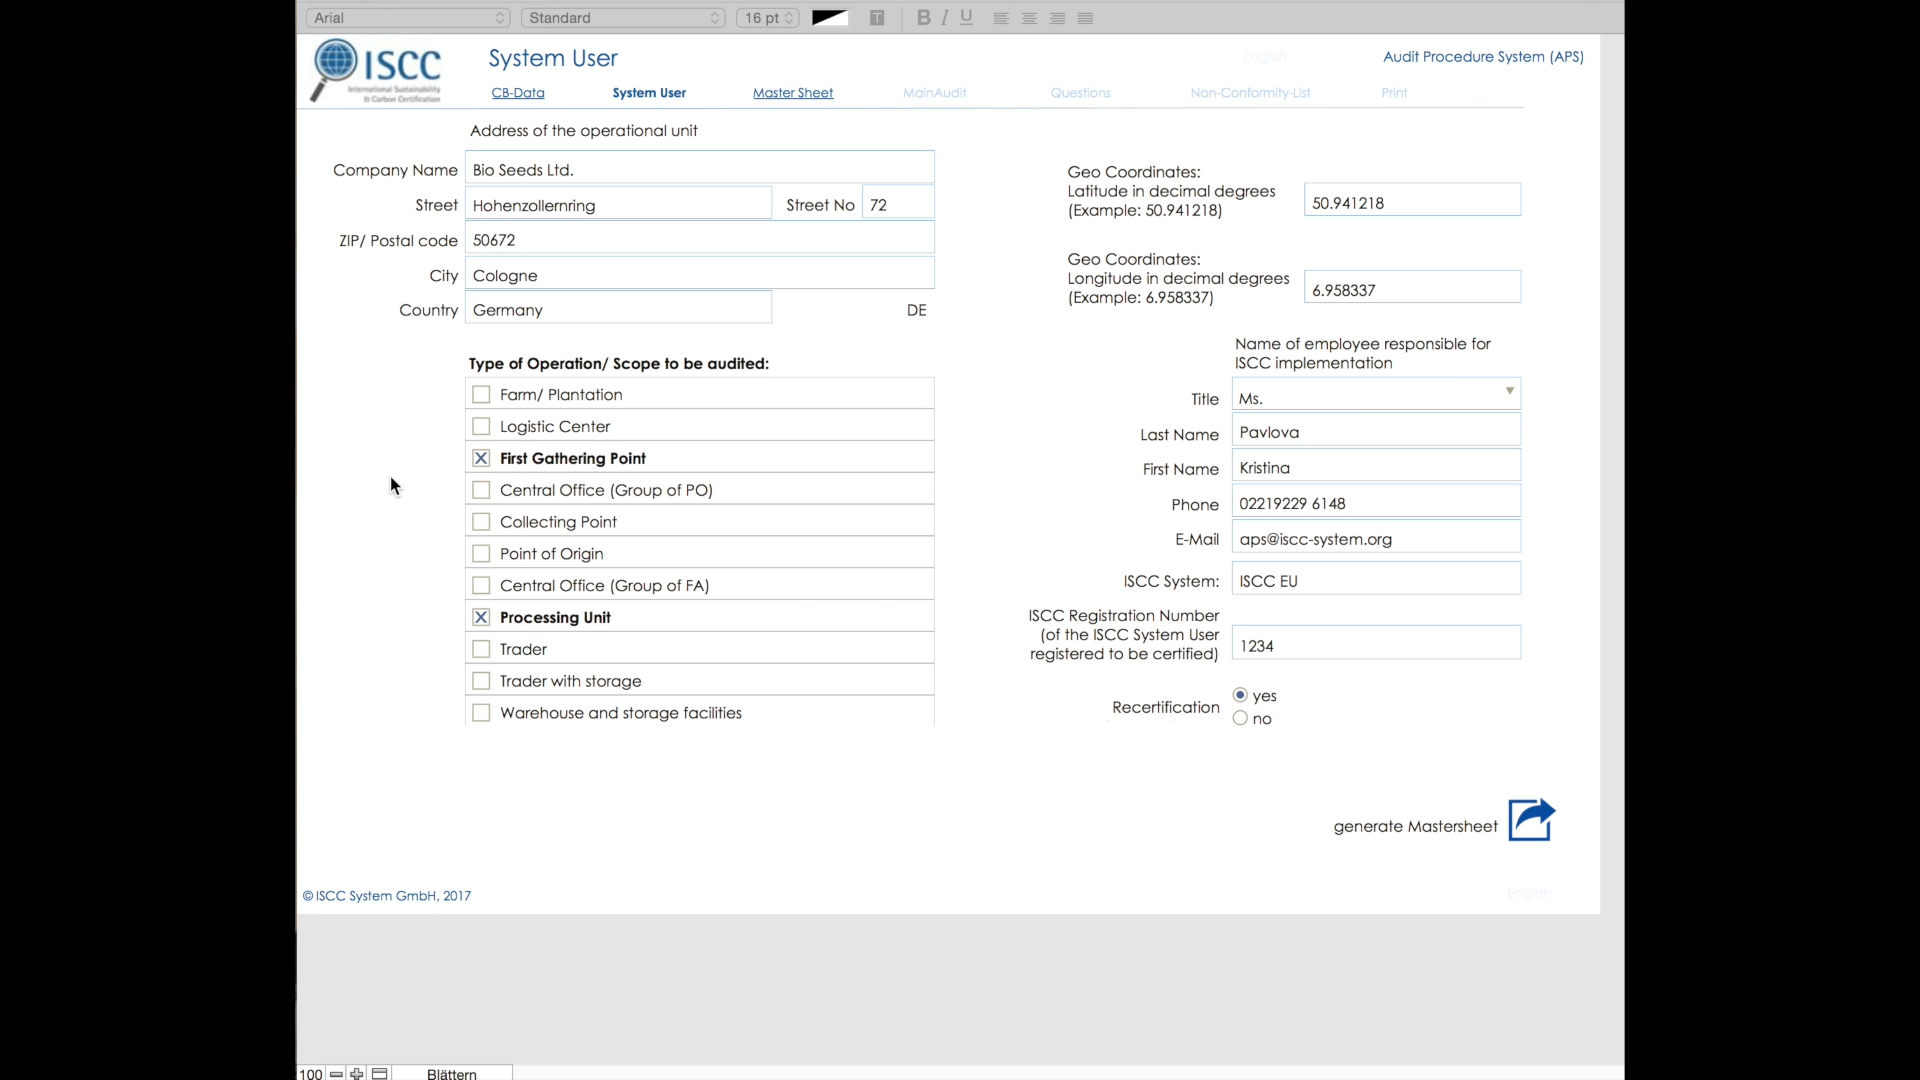 Arial Standard 16 pt B I U
ISCC
International Sustainability
& Carbon Certification
System User
English
Audit Procedure System (APS)
CB-Data System User Master Sheet MainAudit Questions Non-Conformity-List Print
Address of the operational unit
Company Name Bio Seeds Ltd.
Street Hohenzollernring Street No 72
ZIP/ Postal code 50672
City Cologne
Country Germany DE
Geo Coordinates:
Latitude in decimal degrees
(Example: 50.941218)
50.941218
Geo Coordinates:
Longitude in decimal degrees
(Example: 6.958337)
6.958337
Type of Operation/ Scope to be audited:
Farm/ Plantation
Logistic Center
X First Gathering Point
Central Office (Group of PO)
Collecting Point
Point of Origin
Central Office (Group of FA)
X Processing Unit
Trader
Trader with storage
Warehouse and storage facilities
Name of employee responsible for
ISCC implementation
Title Ms.
Last Name Pavlova
First Name Kristina
Phone 02219229 6148
E-Mail aps@iscc-system.org
ISCC System: ISCC EU
ISCC Registration Number
(of the ISCC System User
registered to be certified)
1234
Recertification
yes
no
generate Mastersheet
© ISCC System GmbH, 2017
English
100 Blättern